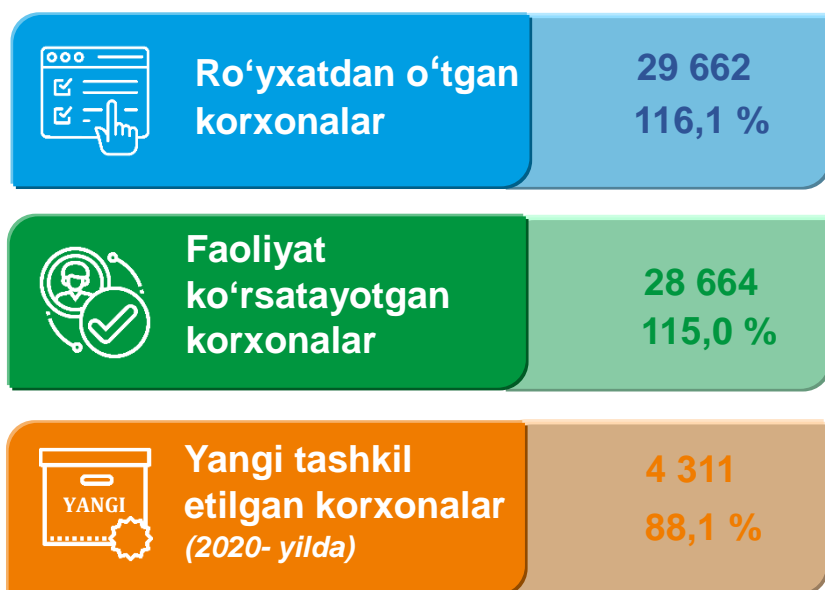 Ro‘yxatdan o‘tgan
korxonalar
29 662
116,1 %
Faoliyat
ko‘rsatayotgan
korxonalar
28 664
115,0 %
YANGI
Yangi tashkil
etilgan korxonalar
(2020- yilda)
4 311
88,1 %